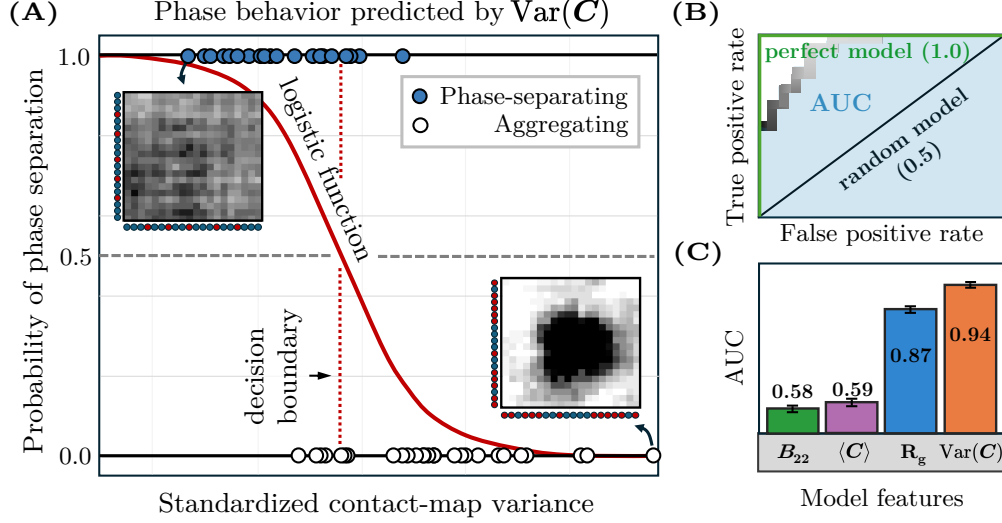 (A)
Phase behavior predicted by Var(C)
Probability of phase separation
1.0
0.5
0.0
Phase-separating
Aggregating
logistic function
decision
boundary
Standardized contact-map variance
(B)
True positive rate
perfect model (1.0)
AUC
random model
(0.5)
False positive rate
(C)
AUC
0.58
0.59
0.87
0.94
B₂₂
⟨C⟩
R_g
Var(C)
Model features